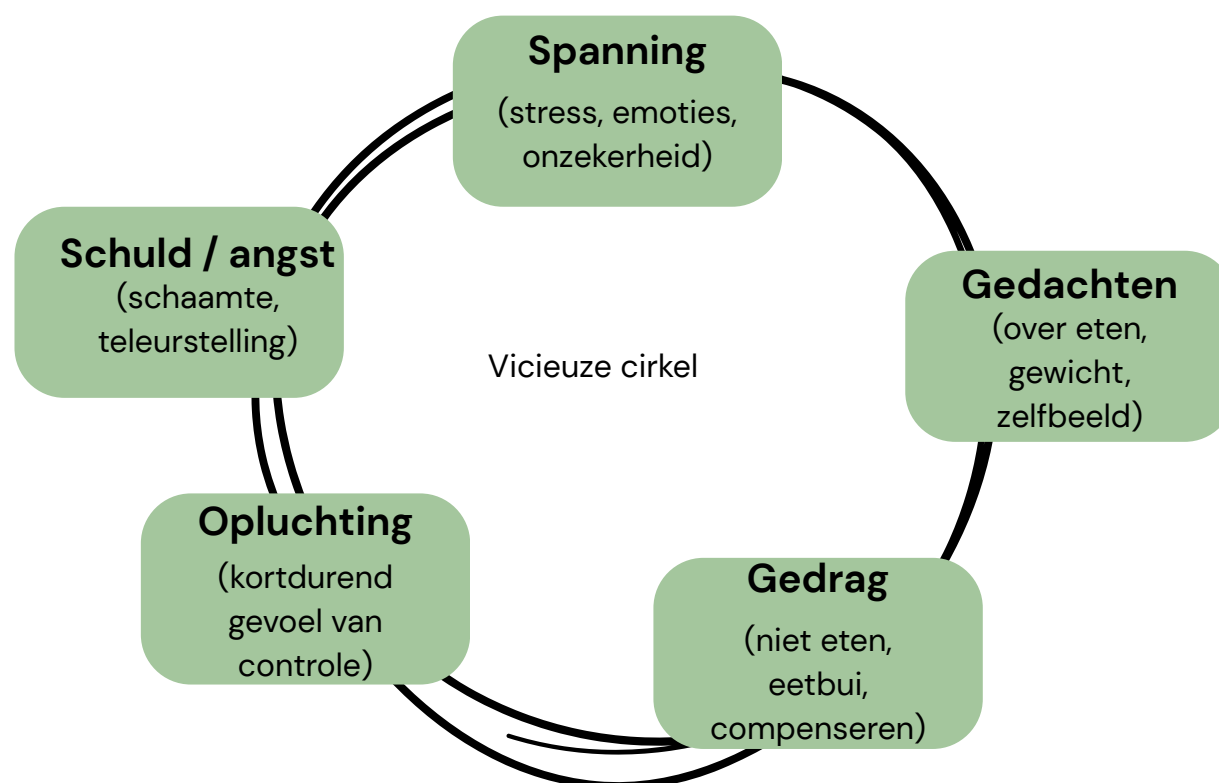 Spanning
(stress, emoties,
onzekerheid)
Gedachten
(over eten,
gewicht,
zelfbeeld)
Gedrag
(niet eten,
eetbui,
compenseren)
Opluchting
(kortdurend
gevoel van
controle)
Schuld / angst
(schaamte,
teleurstelling)
Vicieuze cirkel